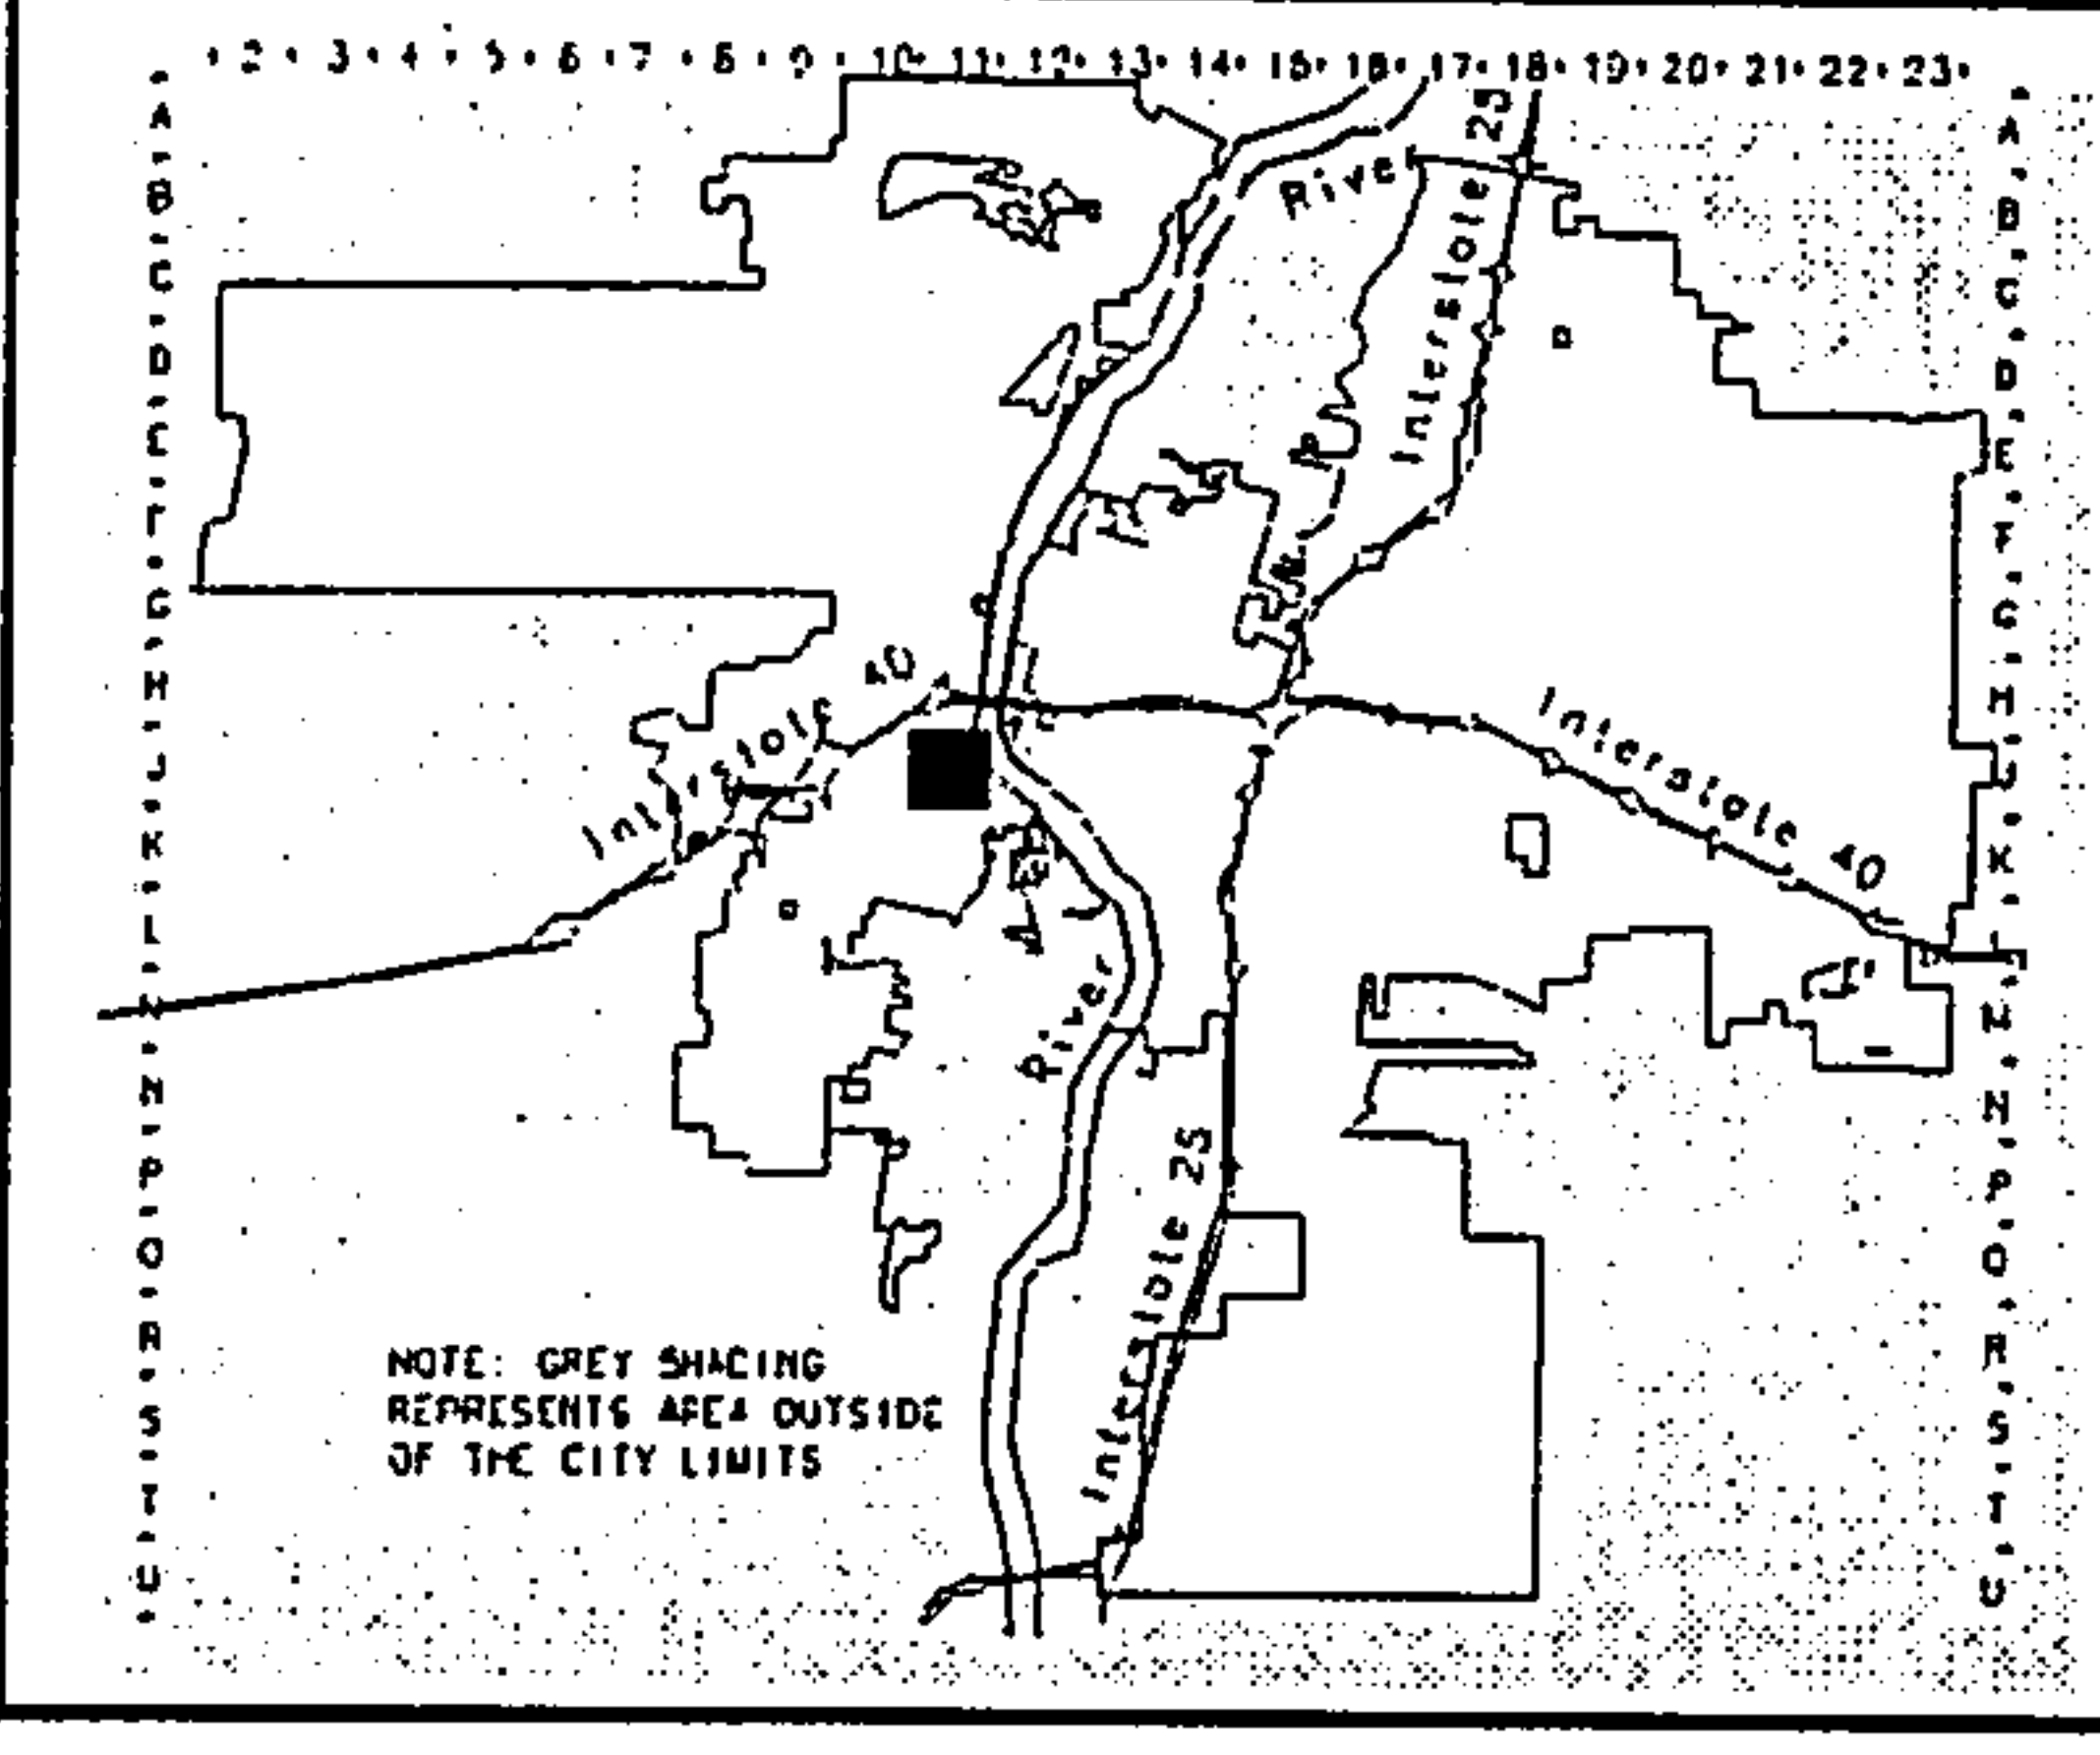 2 3 4 5 6 7 8 9 10 11 12 13 14 15 16 17 18 19 20 21 22 23
A
B
C
D
E
F
G
H
J
K
L
M
N
P
Q
R
S
T
U
River
Interstate 25
Interstate 40
Interstate 40
River
Interstate 25
NOTE: GREY SHADING
REPRESENTS AREA OUTSIDE
OF THE CITY LIMITS
A
B
C
D
E
F
G
H
J
K
L
M
N
P
Q
R
S
T
U